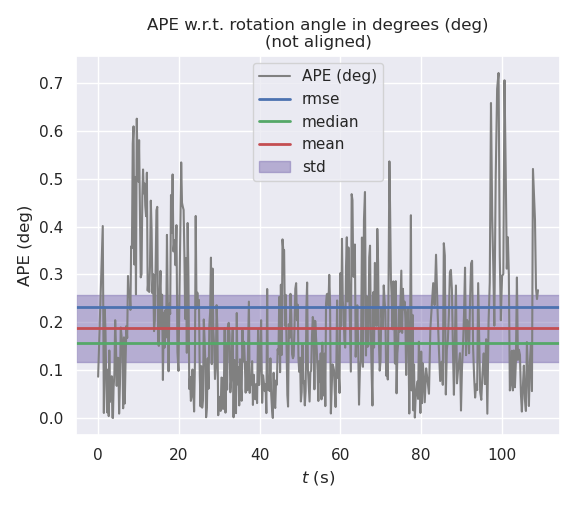 APE w.r.t. rotation angle in degrees (deg)
(not aligned)
APE (deg)
rmse
median
mean
std
APE (deg)
0.7
0.6
0.5
0.4
0.3
0.2
0.1
0.0
0 20 40 60 80 100
t (s)